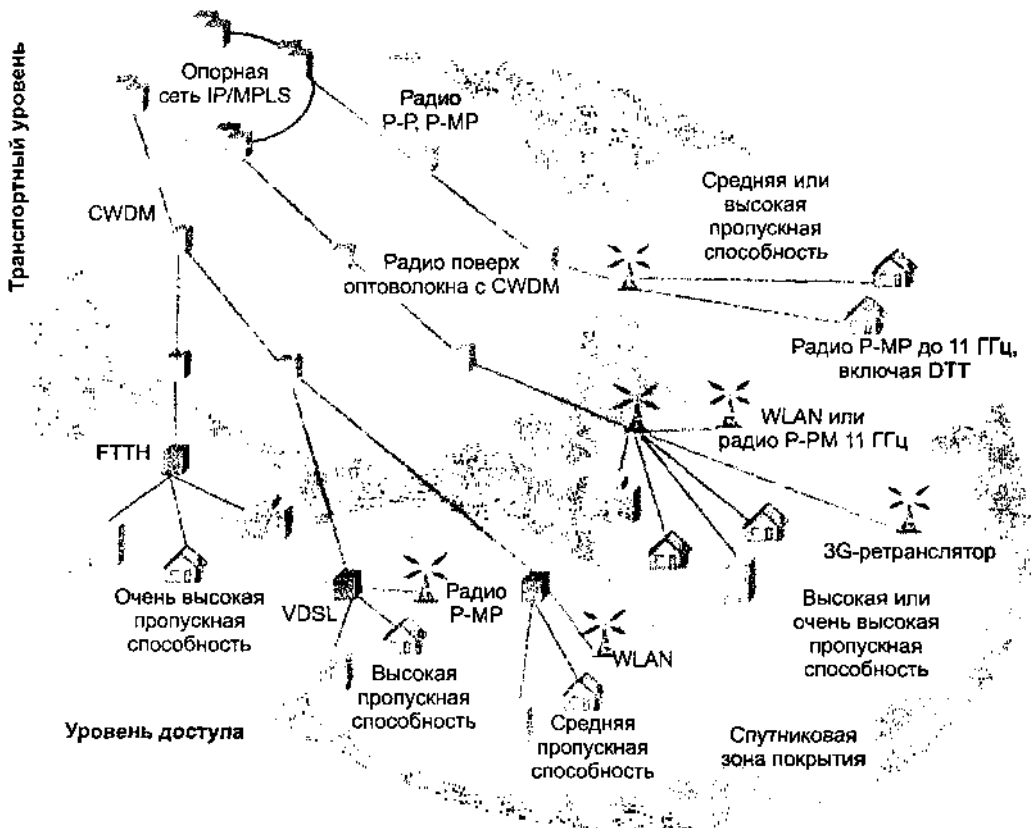 Транспортный уровень
Опорная
сеть IP/MPLS
Радио
P-P, P-MP
Средняя или
высокая
пропускная
способность
CWDM
Радио поверх
оптоволокна с CWDM
Радио P-MP до 11 ГГц,
включая DTT
WLAN или
радио P-PM 11 ГГц
FTTH
3G-ретранслятор
Очень высокая
пропускная
способность
VDSL
Радио
P-MP
WLAN
Высокая или
очень высокая
пропускная
способность
Высокая
пропускная
способность
Уровень доступа
Средняя
пропускная
способность
Спутниковая
зона покрытия